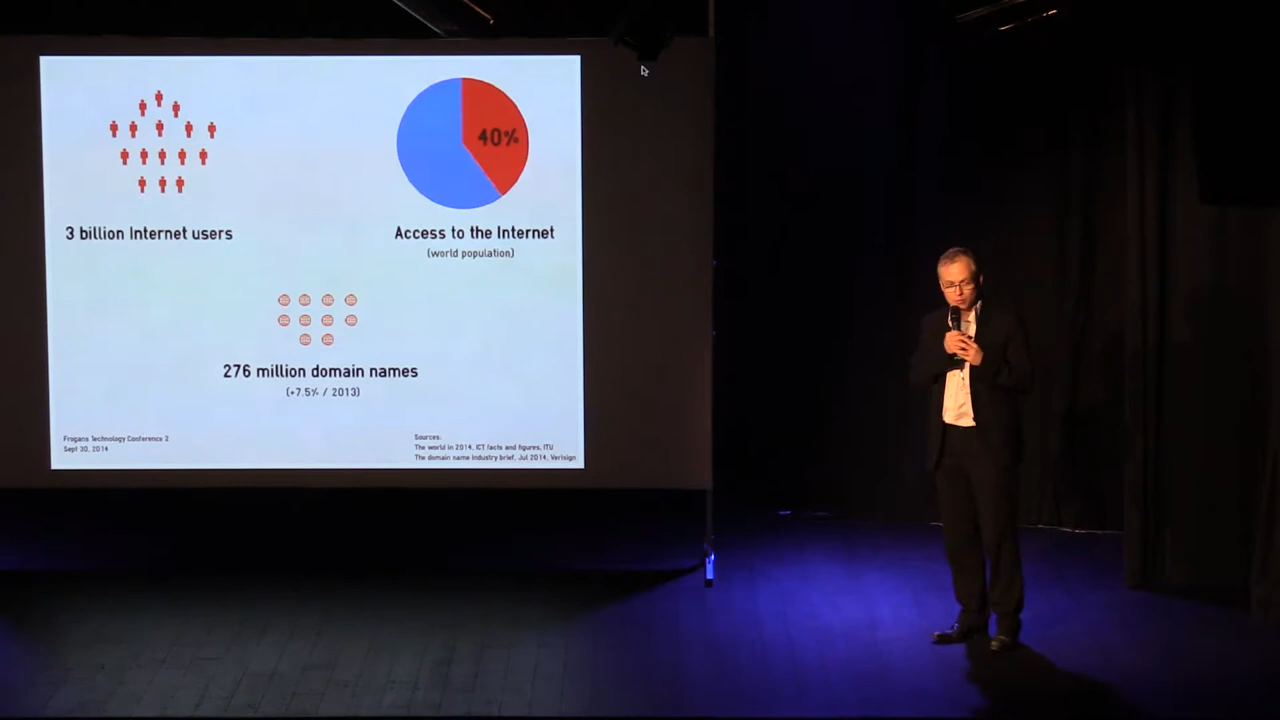 40%
3 billion Internet users
Access to the Internet
(world population)
276 million domain names
(+7.5% / 2013)
Frogans Technology Conference 2
Sept 30, 2014
Sources:
The world in 2014, ICT facts and figures, ITU
The domain name industry brief, Jul 2014, Verisign